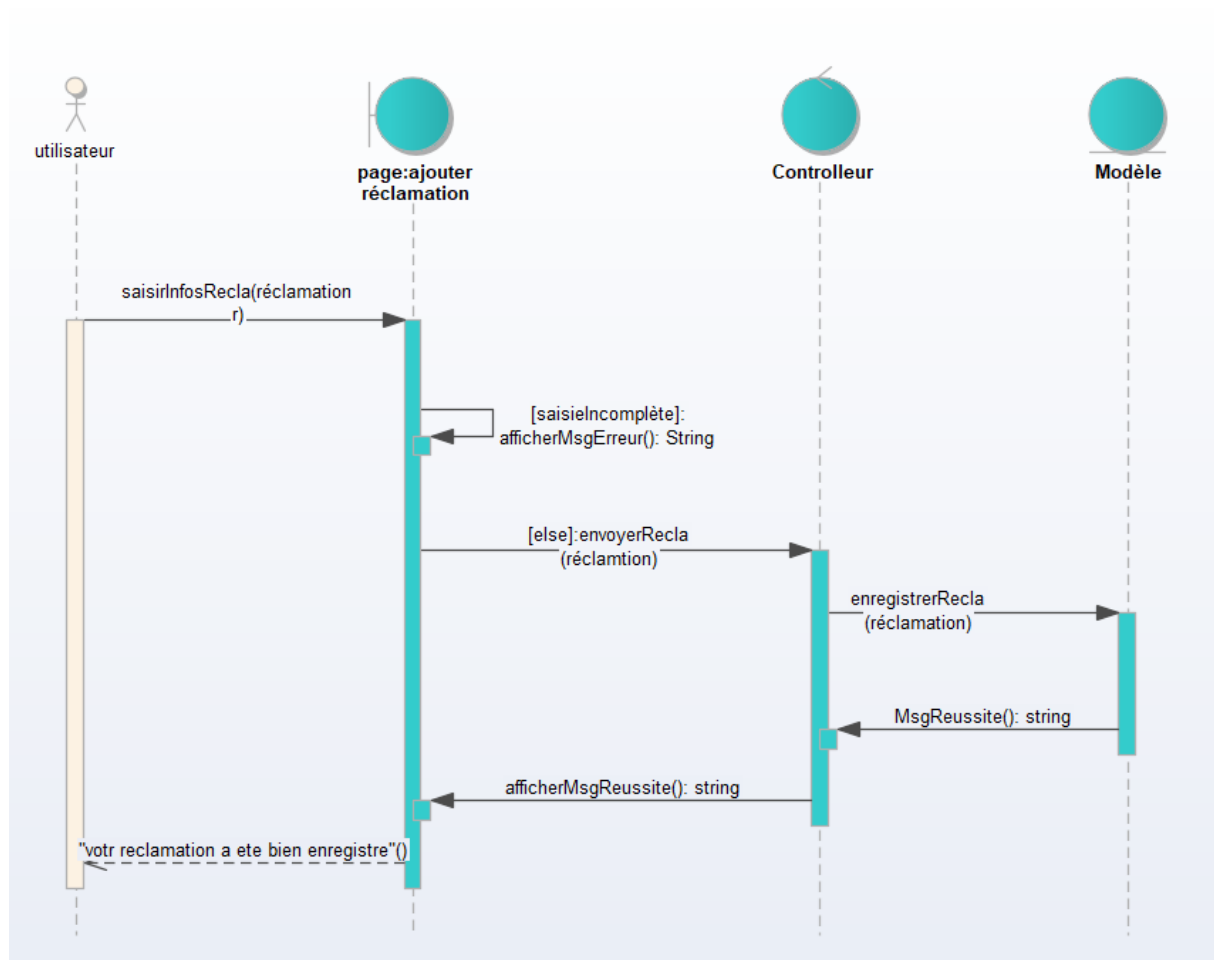 utilisateur
page:ajouter
réclamation
Controlleur
Modèle
saisirInfosRecla(réclamation
r)
[saisieIncomplète]:
afficherMsgErreur(): String
[else]:envoyerRecla
(réclamtion)
enregistrerRecla
(réclamation)
MsgReussite(): string
afficherMsgReussite(): string
"votr reclamation a ete bien enregistre"()